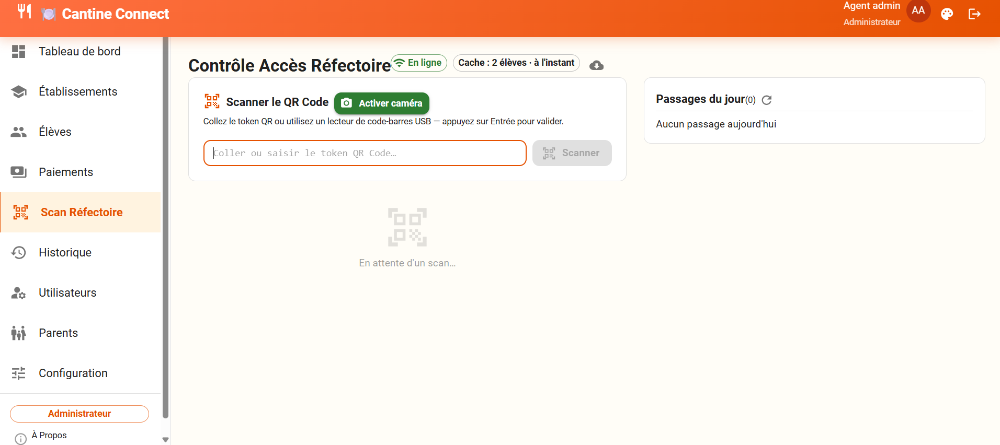 Cantine Connect
Agent admin
Administrateur
AA
Tableau de bord
Établissements
Élèves
Paiements
Scan Réfectoire
Historique
Utilisateurs
Parents
Configuration
Administrateur
À Propos
Contrôle Accès Réfectoire
En ligne
Cache : 2 élèves · à l'instant
Scanner le QR Code
Activer caméra
Collez le token QR ou utilisez un lecteur de code-barres USB — appuyez sur Entrée pour valider.
Coller ou saisir le token QR Code…
Scanner
En attente d'un scan…
Passages du jour(0)
Aucun passage aujourd'hui